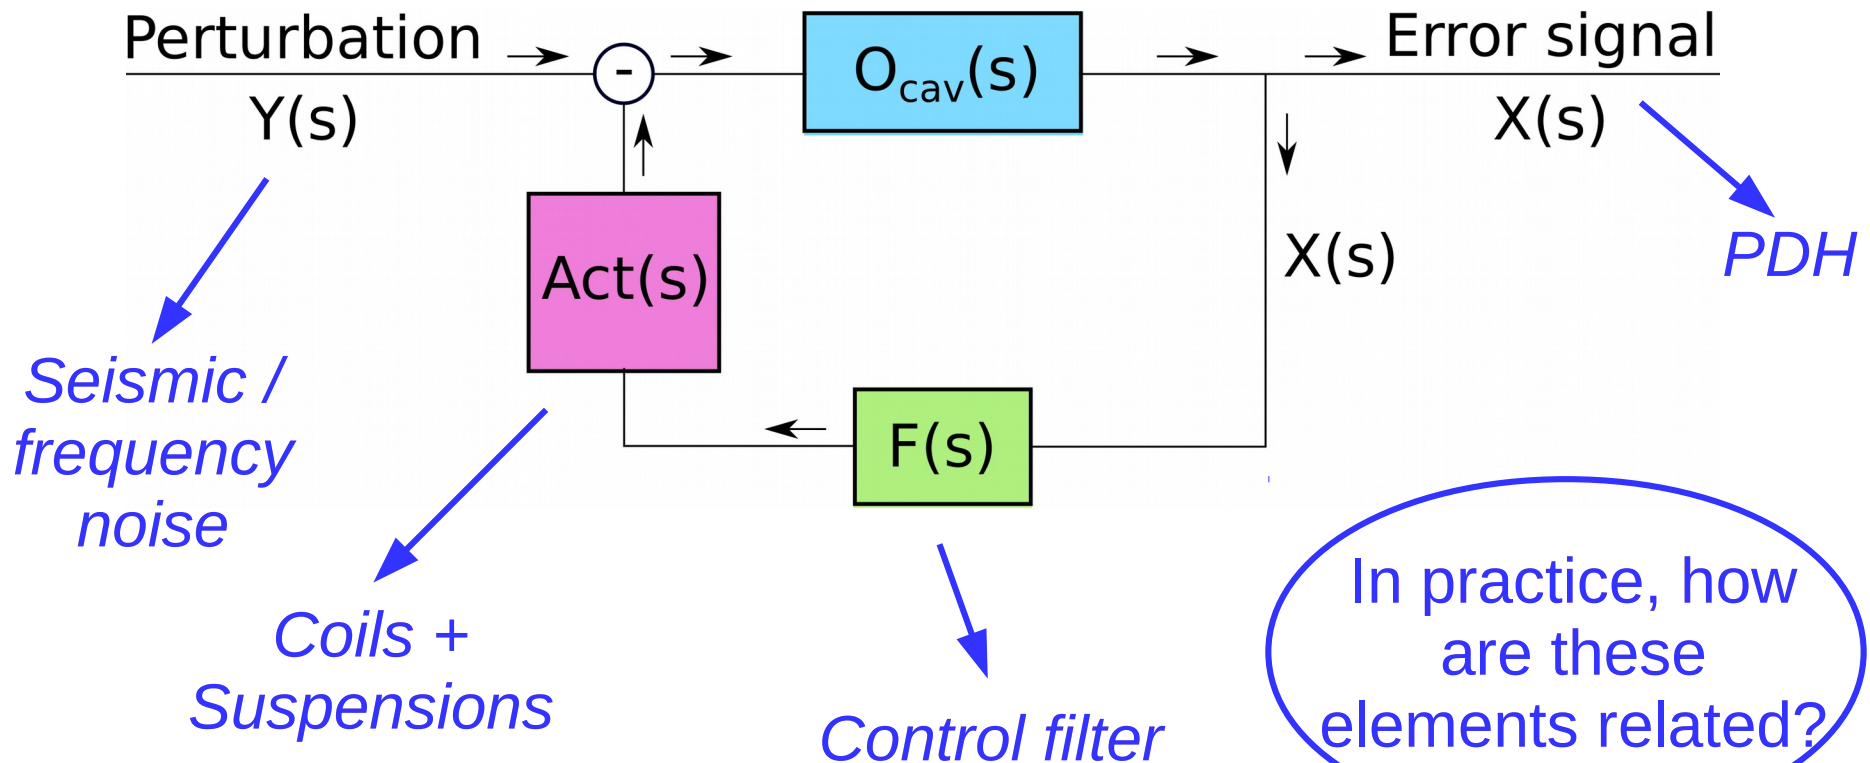 Perturbation
-
O_cav(s)
Error signal
Y(s)
X(s)
Act(s)
X(s)
PDH
Seismic /
frequency
noise
F(s)
Coils +
Suspensions
Control filter
In practice, how
are these
elements related?